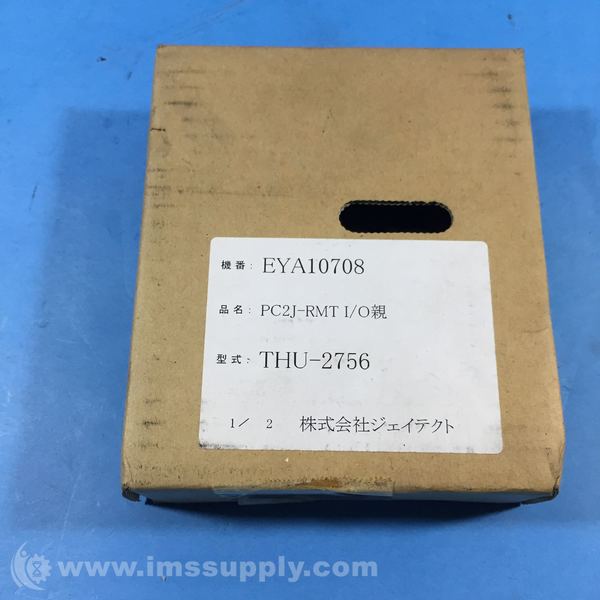 機番: EYA10708
品名: PC2J-RMT I/O親
型式: THU-2756
1/ 2 株式会社ジェイテクト
www.imssupply.com